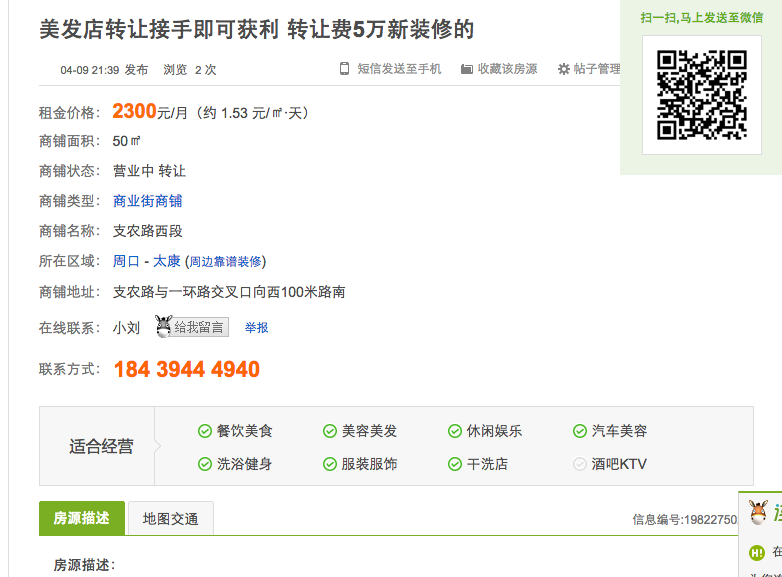 美发店转让接手即可获利 转让费5万新装修的
扫一扫,马上发送至微信
04-09 21:39 发布 浏览 2 次 短信发送至手机 收藏该房源 帖子管理
租金价格： 2300元/月（约 1.53 元/㎡·天）
商铺面积： 50㎡
商铺状态： 营业中 转让
商铺类型： 商业街商铺
商铺名称： 支农路西段
所在区域： 周口 - 太康 (周边靠谱装修)
商铺地址： 支农路与一环路交叉口向西100米路南
在线联系： 小刘 给我留言 举报
联系方式： 184 3944 4940
适合经营
餐饮美食 美容美发 休闲娱乐 汽车美容
洗浴健身 服装服饰 干洗店 酒吧KTV
房源描述 地图交通 信息编号:19822750
房源描述：
H! 在